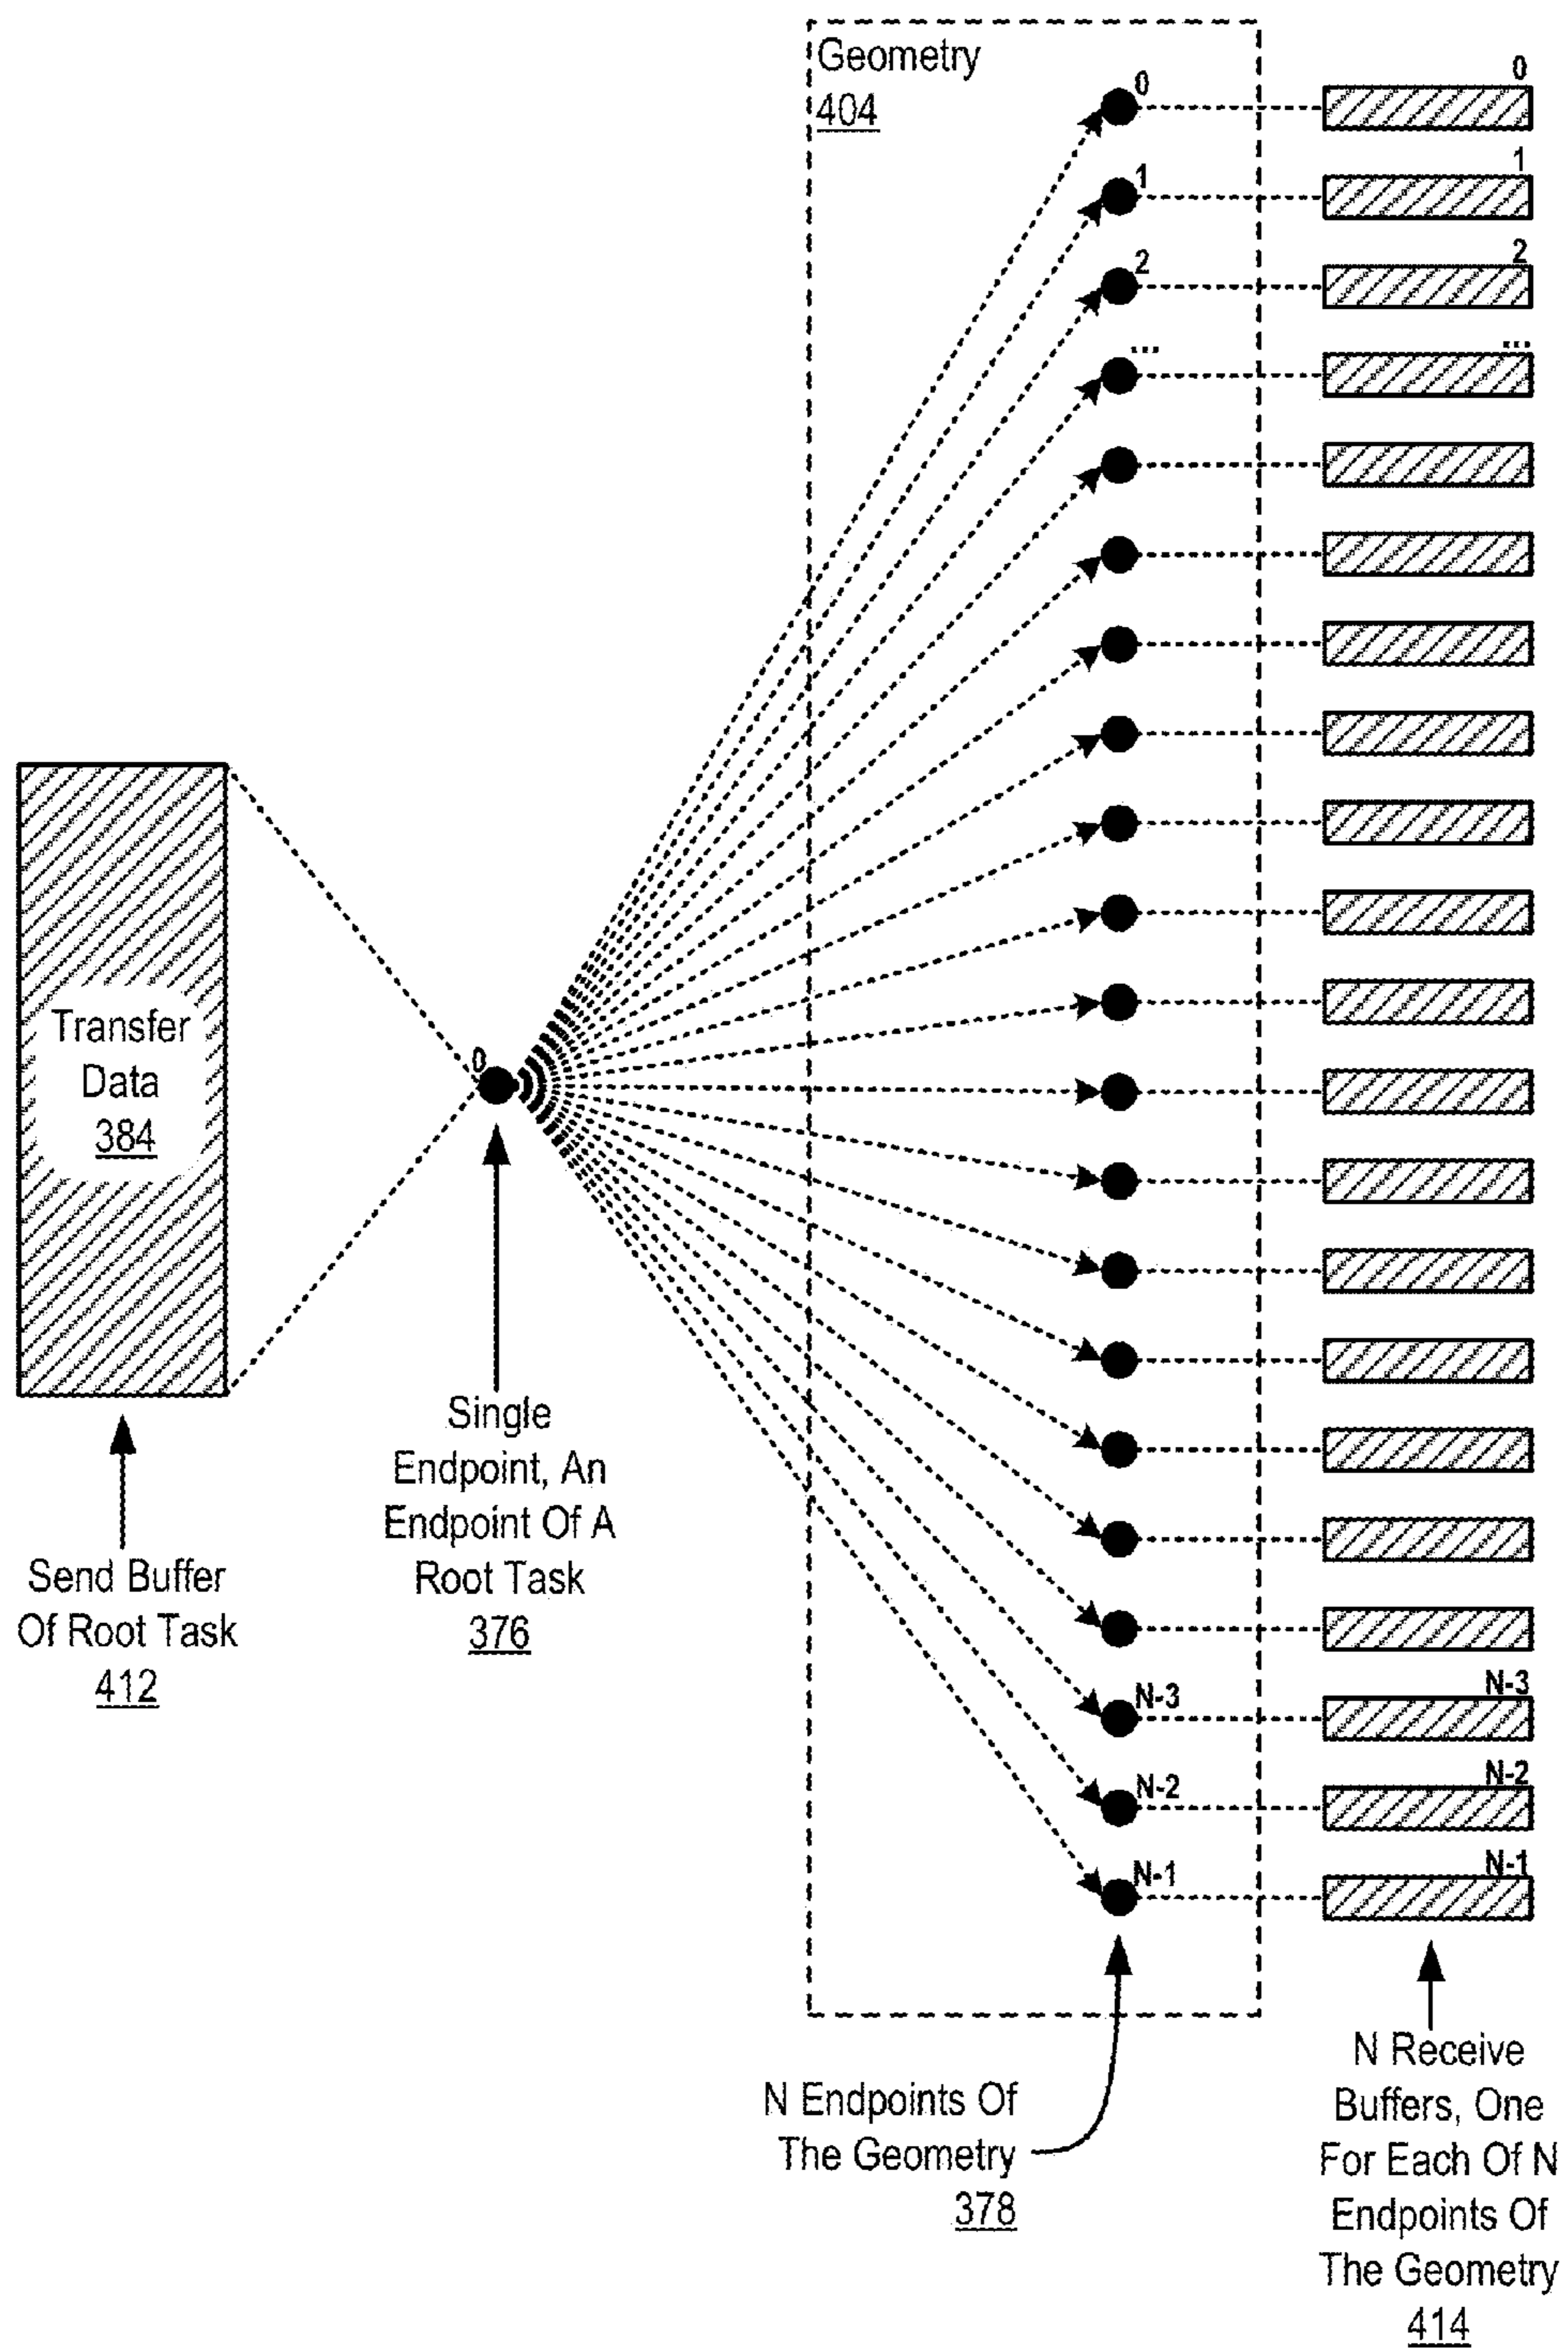 Geometry
404
0
1
2
...
N-3
N-2
N-1
0
1
2
...
N-3
N-2
N-1
Transfer
Data
384
0
Send Buffer
Of Root Task
412
Single
Endpoint, An
Endpoint Of A
Root Task
376
N Endpoints Of
The Geometry
378
N Receive
Buffers, One
For Each Of N
Endpoints Of
The Geometry
414